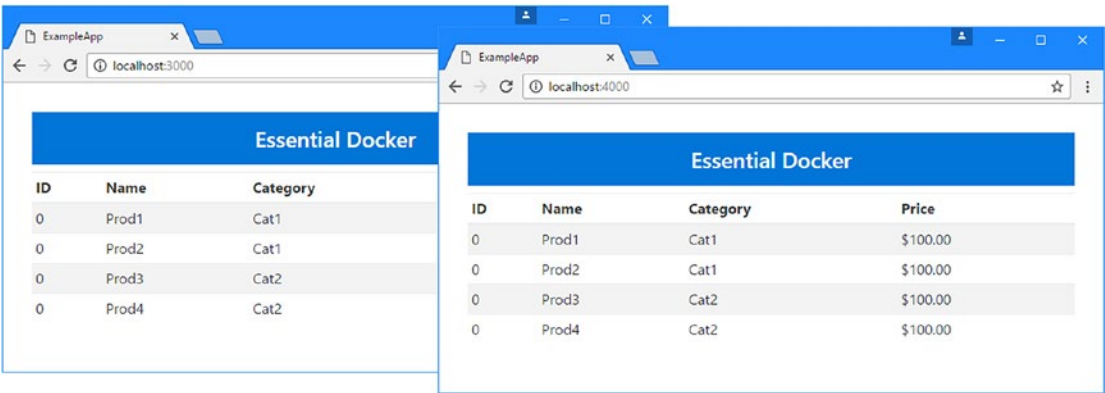 ExampleApp
localhost:3000
Essential Docker
ID Name Category
0 Prod1 Cat1
0 Prod2 Cat1
0 Prod3 Cat2
0 Prod4 Cat2
ExampleApp
localhost:4000
Essential Docker
ID Name Category Price
0 Prod1 Cat1 $100.00
0 Prod2 Cat1 $100.00
0 Prod3 Cat2 $100.00
0 Prod4 Cat2 $100.00